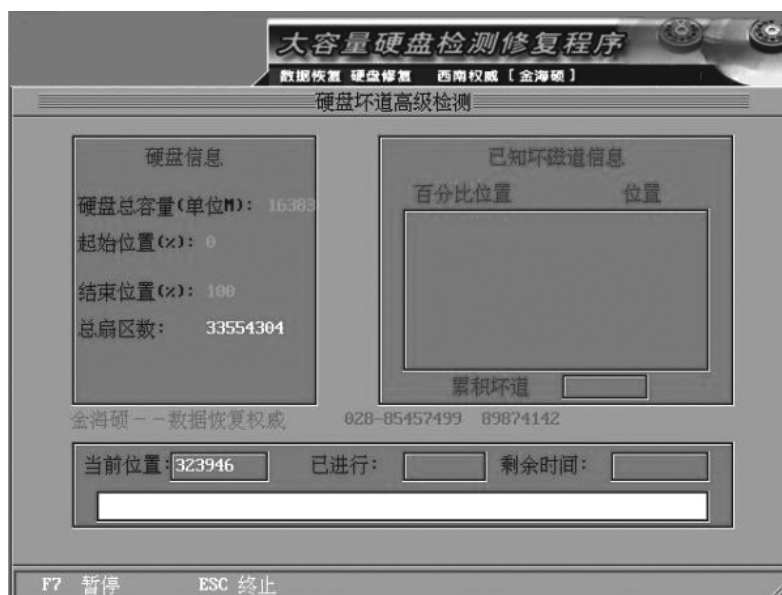 大容量硬盘检测修复程序
数据恢复 硬盘修复 西南权威［金海硕］
硬盘坏道高级检测
硬盘信息
硬盘总容量(单位M): 16383
起始位置(%): 0
结束位置(%): 100
总扇区数: 33554304
已知坏磁道信息
百分比位置 位置
累积坏道
金海硕－－数据恢复权威 028-85457499 89874142
当前位置: 323946 已进行: 剩余时间:
F7 暂停 ESC 终止